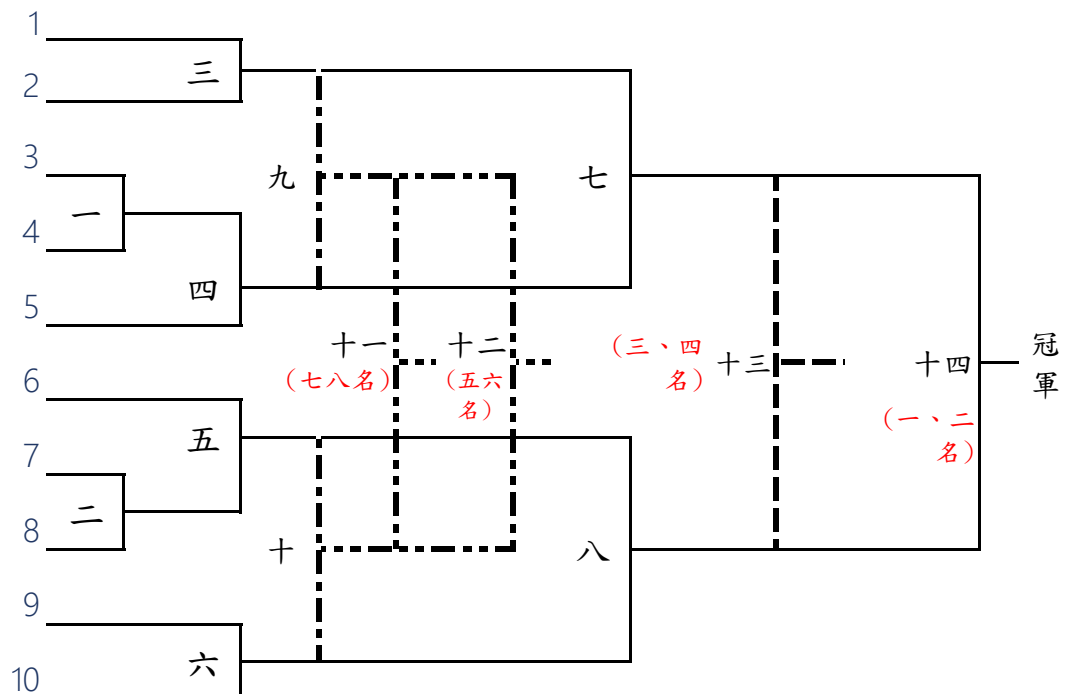 1
三
2
3
九
七
一
4
四
5
十一
(七八名)
十二
(五六
名)
(三、四
名)
十三
十四
(一、二
名)
冠
軍
6
五
7
二
8
十
八
9
六
10